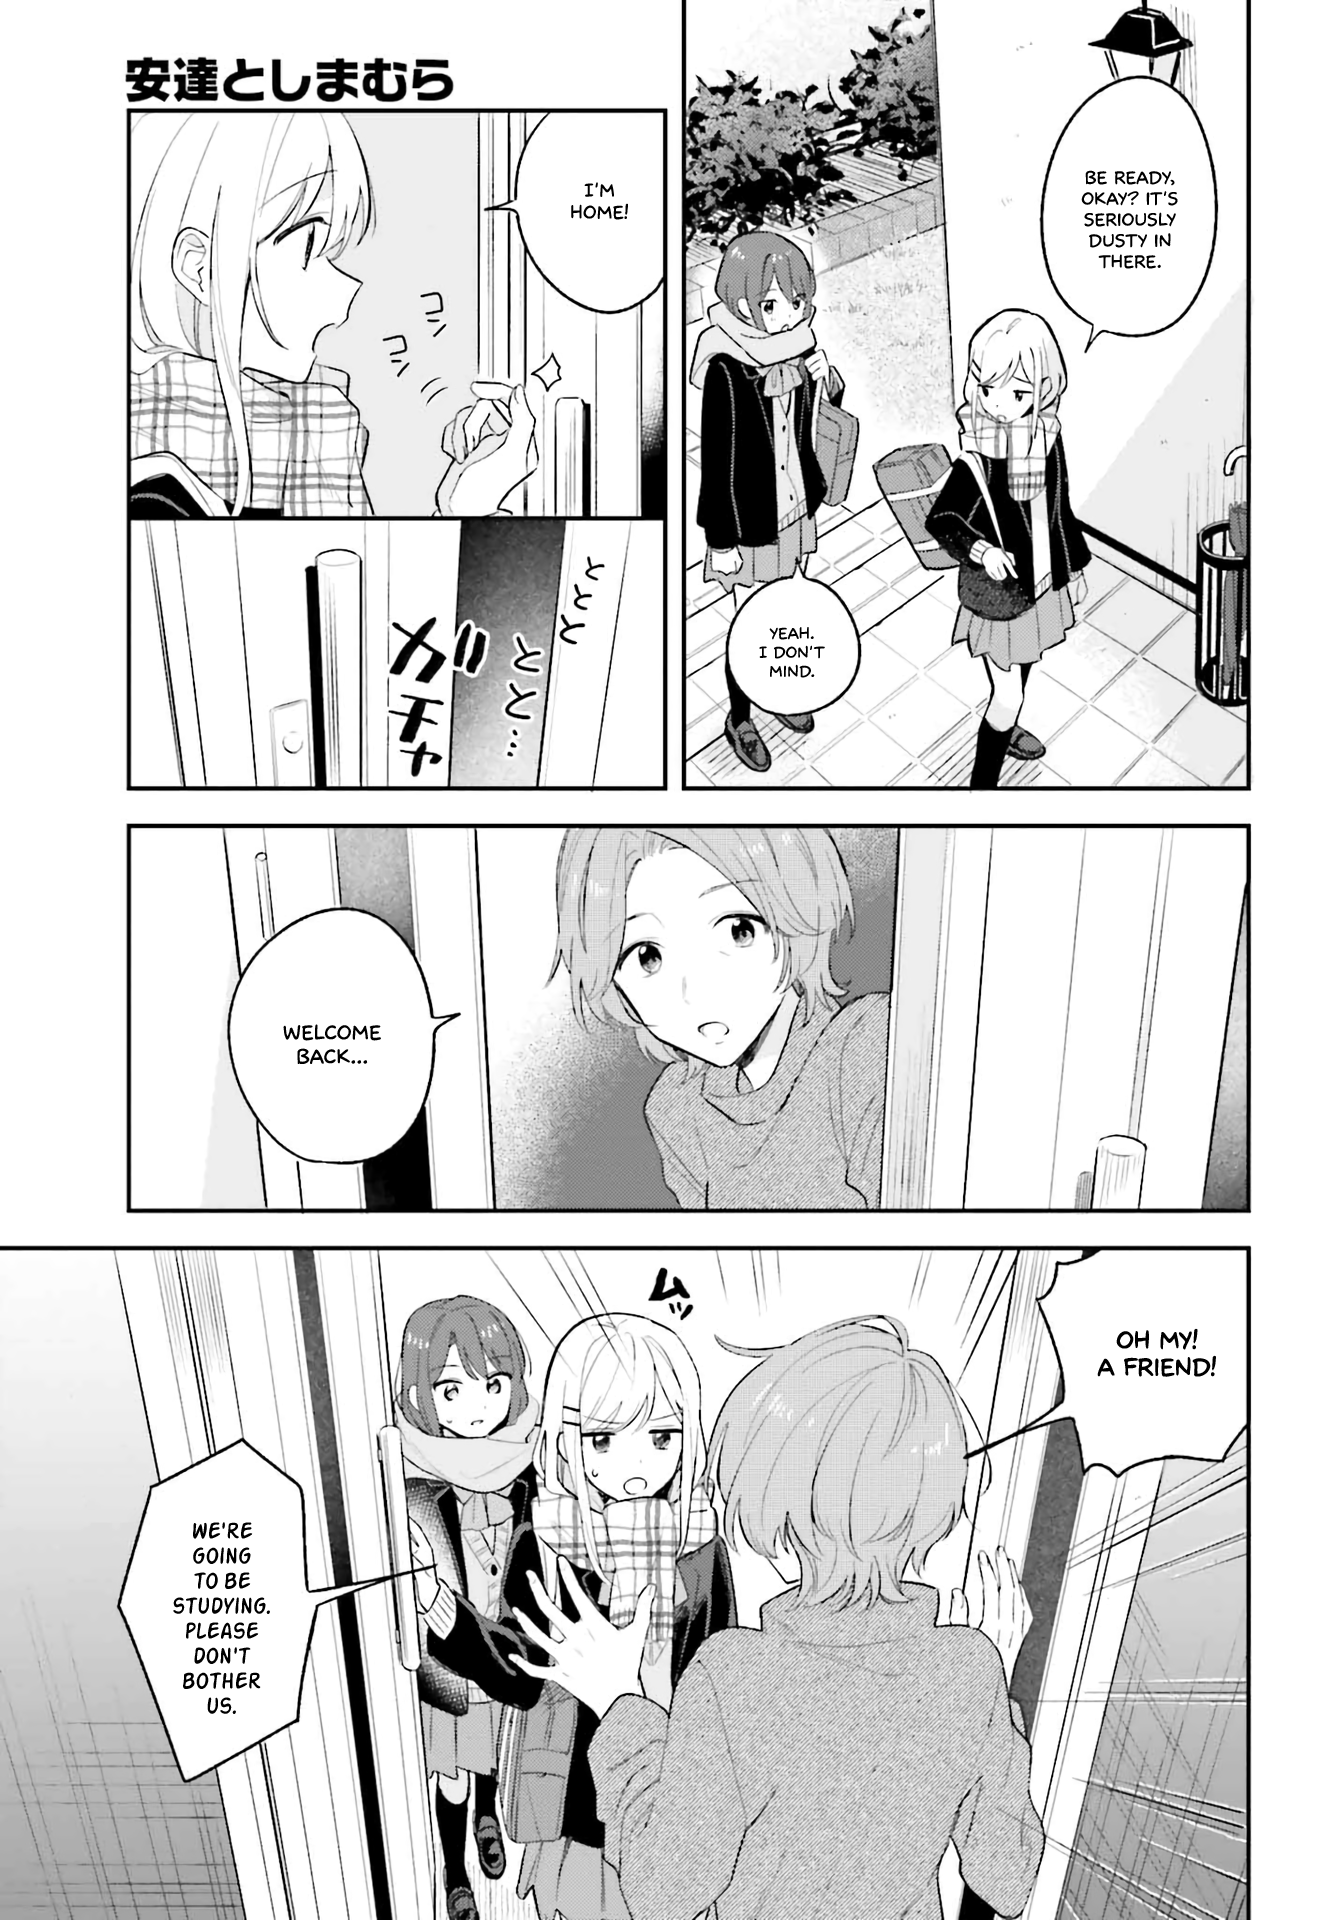 安達としまむら
BE READY,
OKAY? IT'S
SERIOUSLY
DUSTY IN
THERE.
YEAH.
I DON'T
MIND.
I'M
HOME!
コンコン
ととと
とと…
ガチャ
WELCOME
BACK...
OH MY!
A FRIEND!
ムッ
WE'RE
GOING
TO BE
STUDYING.
PLEASE
DON'T
BOTHER
US.